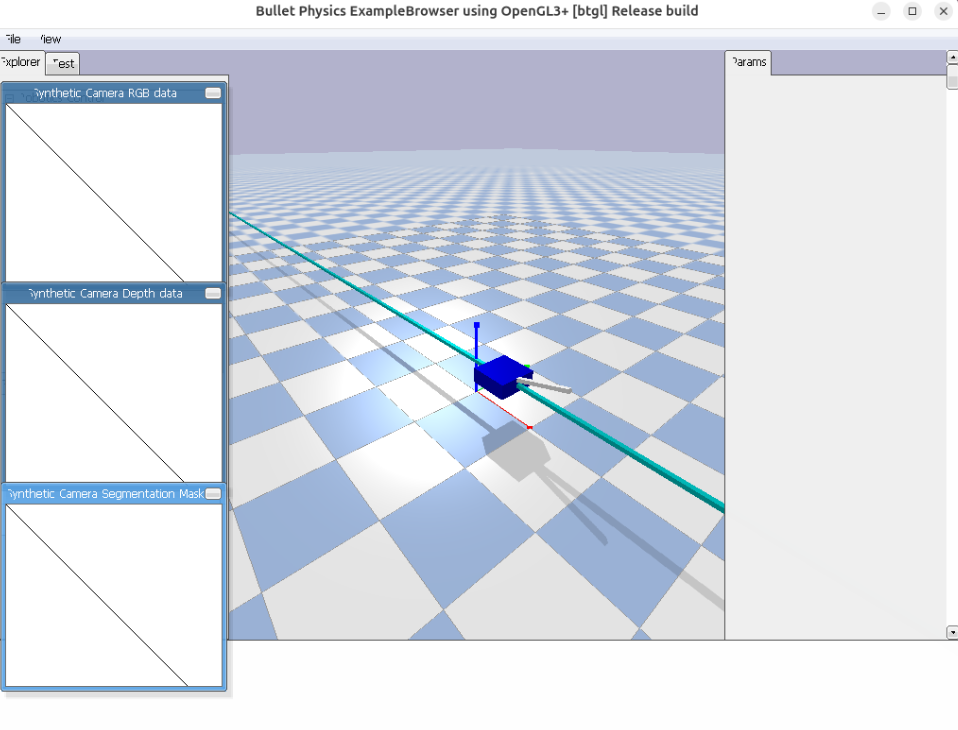 Bullet Physics ExampleBrowser using OpenGL3+ [btgl] Release build
File View
Explorer Test
Params
Synthetic Camera RGB data
Synthetic Camera Depth data
Synthetic Camera Segmentation Mask